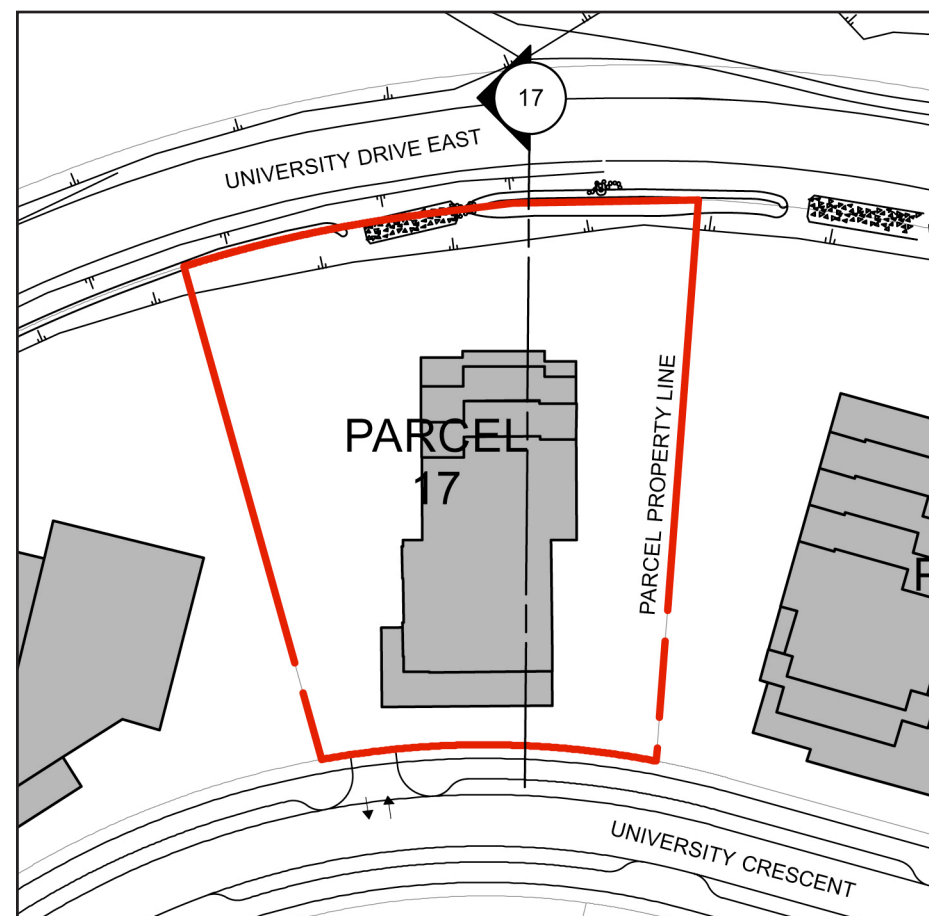 17
UNIVERSITY DRIVE EAST
PARCEL
17
PARCEL PROPERTY LINE
UNIVERSITY CRESCENT